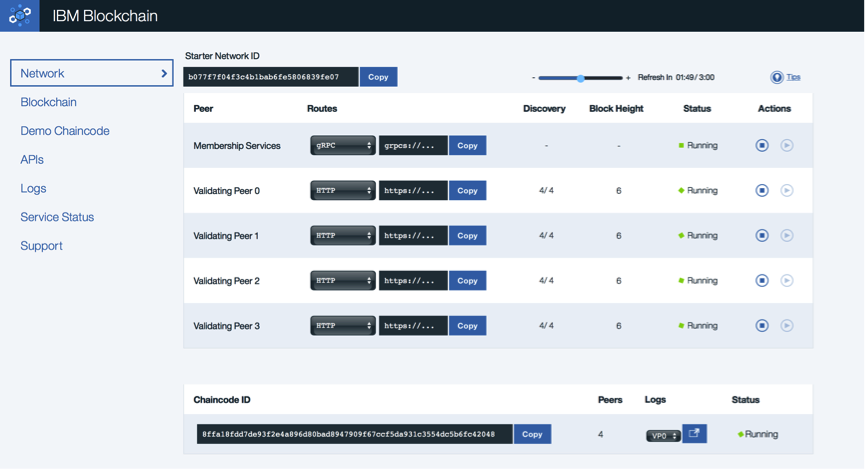 IBM Blockchain
Starter Network ID
b077f7f04f3c4b1bab6fe5806839fe07 Copy - + Refresh In 01:49/ 3:00 Tips
Network
Blockchain
Demo Chaincode
APIs
Logs
Service Status
Support
Peer Routes Discovery Block Height Status Actions
Membership Services gRPC grpcs://... Copy - - Running
Validating Peer 0 HTTP https://... Copy 4/ 4 6 Running
Validating Peer 1 HTTP https://... Copy 4/ 4 6 Running
Validating Peer 2 HTTP https://... Copy 4/ 4 6 Running
Validating Peer 3 HTTP https://... Copy 4/ 4 6 Running
Chaincode ID Peers Logs Status
8ffa18fdd7de93f2e4a896d80bad8947909f67ccf5da931c3554dc5b6fc42048 Copy 4 VP0 Running